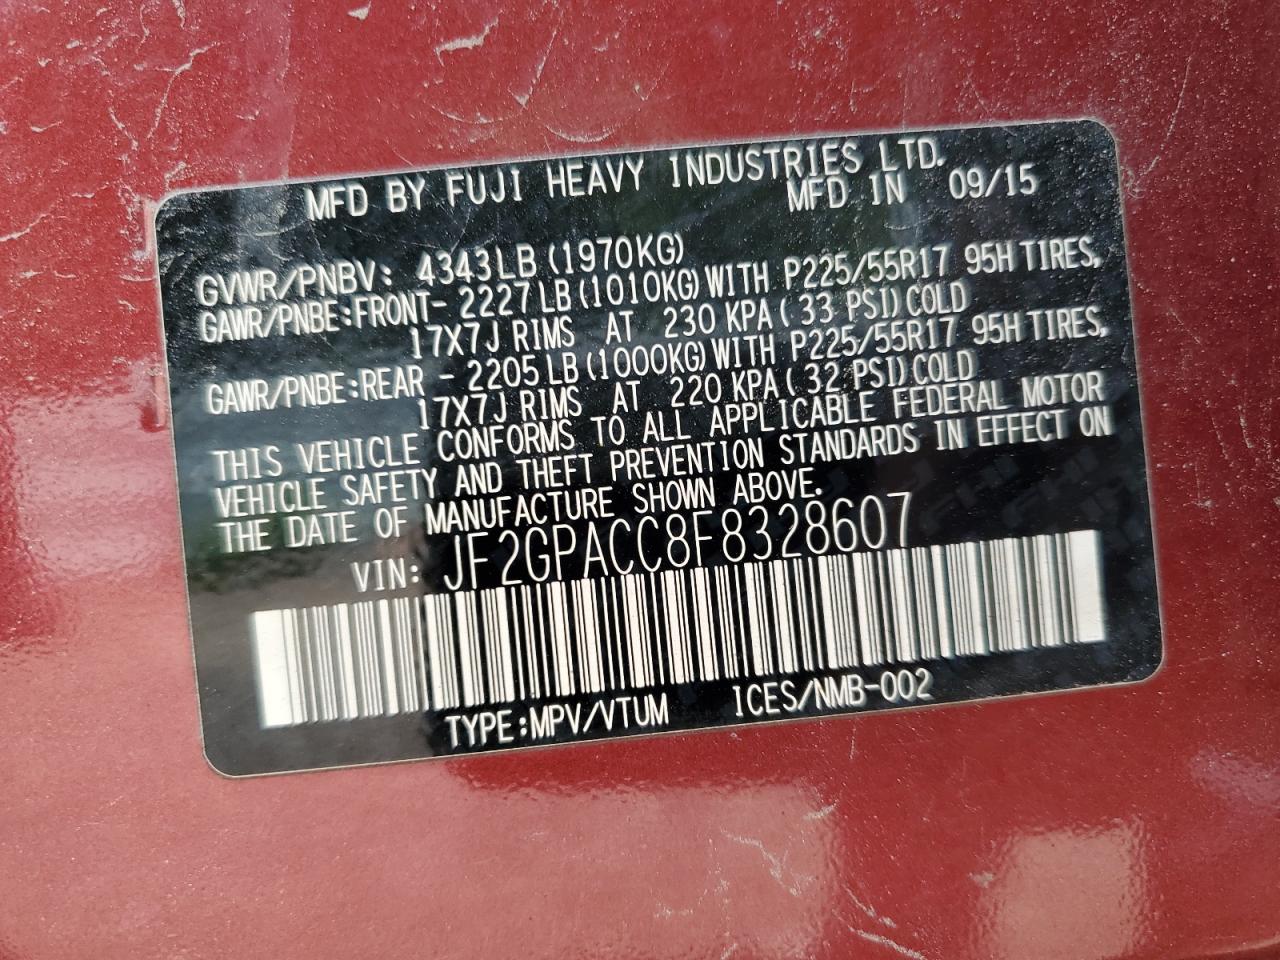 MFD BY FUJI HEAVY INDUSTRIES LTD.
MFD IN 09/15
GVWR/PNBV: 4343LB (1970KG)
GAWR/PNBE:FRONT- 2227LB (1010KG) WITH P225/55R17 95H TIRES,
17X7J RIMS AT 230 KPA ( 33 PSI) COLD
GAWR/PNBE:REAR - 2205LB (1000KG) WITH P225/55R17 95H TIRES,
17X7J RIMS AT 220 KPA ( 32 PSI) COLD
THIS VEHICLE CONFORMS TO ALL APPLICABLE FEDERAL MOTOR
VEHICLE SAFETY AND THEFT PREVENTION STANDARDS IN EFFECT ON
THE DATE OF MANUFACTURE SHOWN ABOVE.
VIN: JF2GPACC8F8328607
TYPE:MPV/VTUM ICES/NMB-002